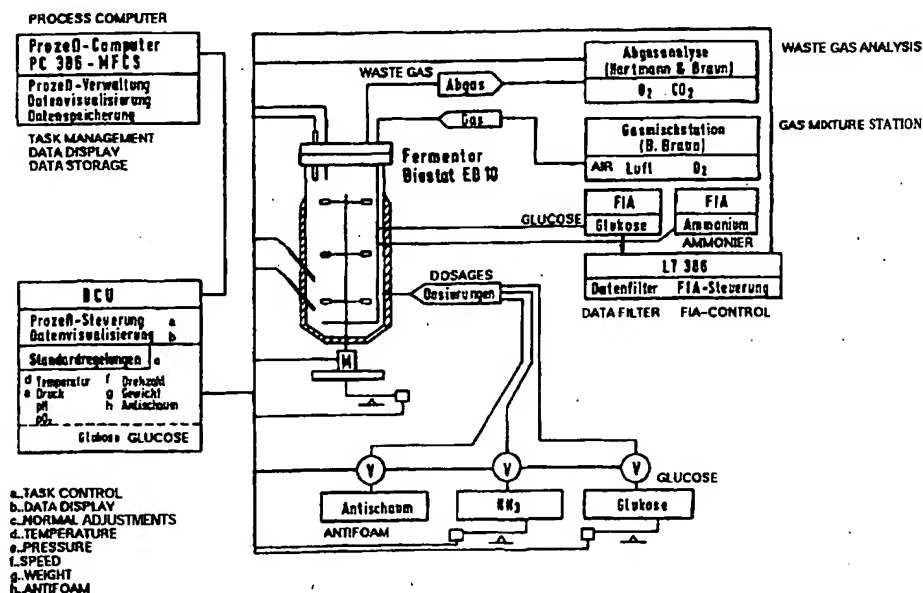 PROCESS COMPUTER
Prozeß-Computer
PC 386-MFCS
Prozeß-Verwaltung
Datenvisualisierung
Datenspeicherung
TASK MANAGEMENT
DATA DISPLAY
DATA STORAGE
WASTE GAS
Abgas
Gas
Abgasanalyse
(Hartmann & Braun)
O₂ CO₂
WASTE GAS ANALYSIS
Gasmischstation
(B. Braun)
AIR Luft O₂
GAS MIXTURE STATION
Fermentor
Biostat EB 10
GLUCOSE
FIA
Glukose
FIA
Ammonium
AMMONIER
LT 386
Datenfilter FIA-Steuerung
DATA FILTER FIA-CONTROL
DOSAGES
Dosierungen
M
DCU
Prozeß-Steuerung a
Datenvisualisierung b
Standardregelungen c
d Temperatur f Drehzahl
e Druck g Gewicht
pH h Antischaum
pO₂
Glukose GLUCOSE
V
V
V
GLUCOSE
Antischaum
NH₃
Glukose
ANTIFOAM
a..TASK CONTROL
b..DATA DISPLAY
c..NORMAL ADJUSTMENTS
d..TEMPERATURE
e..PRESSURE
f..SPEED
g..WEIGHT
h..ANTIFOAM